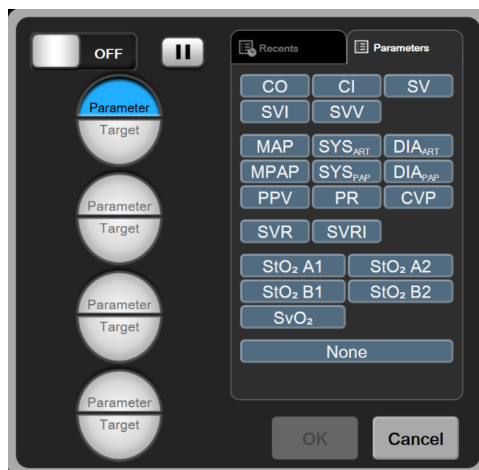 OFF
Recents
Parameters
CO CI SV
SVI SVV
MAP SYSART DIAART
MPAP SYSPAP DIAPAP
PPV PR CVP
SVR SVRI
StO₂ A1 StO₂ A2
StO₂ B1 StO₂ B2
SvO₂
None
Parameter
Target
Parameter
Target
Parameter
Target
Parameter
Target
OK Cancel